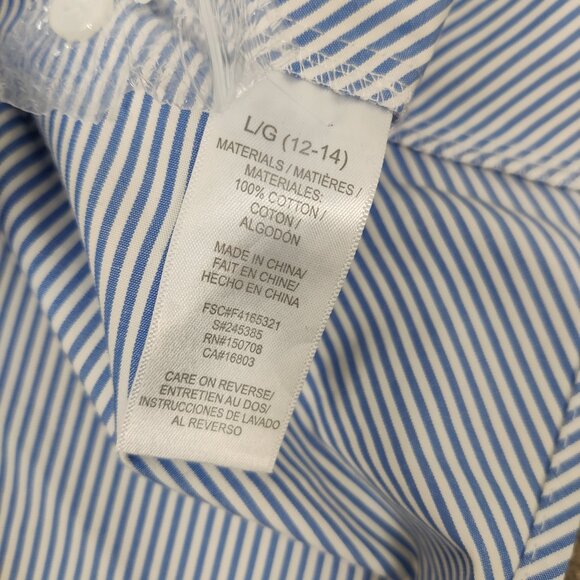 L/G (12-14)
MATERIALS / MATIÈRES /
MATERIALES:
100% COTTON /
COTON /
ALGODÓN
MADE IN CHINA/
FAIT EN CHINE/
HECHO EN CHINA
FSC#F4165321
S#245385
RN#150708
CA#16803
CARE ON REVERSE/
ENTRETIEN AU DOS/
INSTRUCCIONES DE LAVADO
AL REVERSO